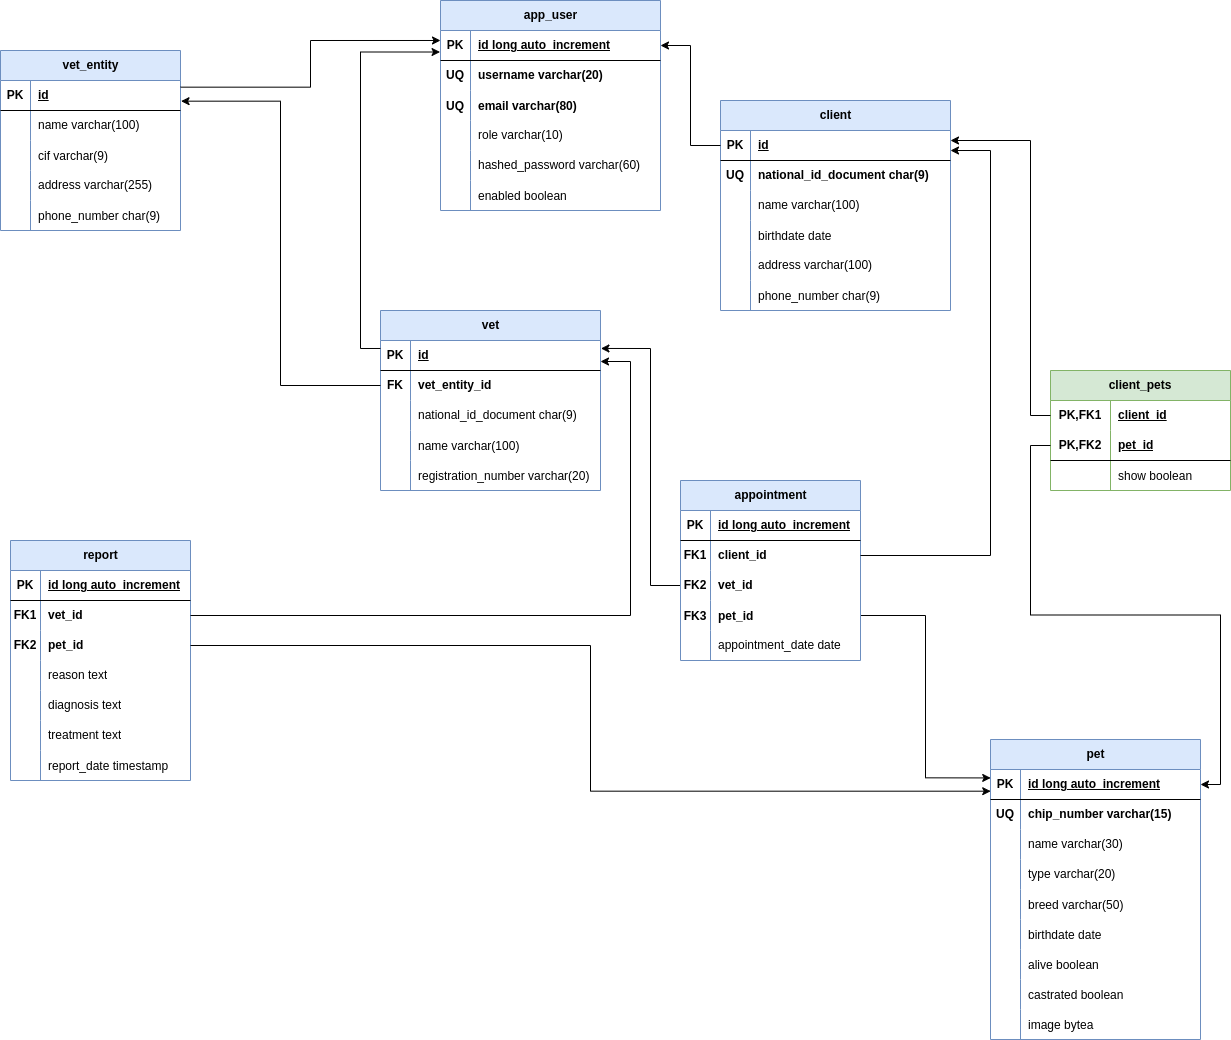 app_user
PK id long auto_increment
UQ username varchar(20)
UQ email varchar(80)
role varchar(10)
hashed_password varchar(60)
enabled boolean
vet_entity
PK id
name varchar(100)
cif varchar(9)
address varchar(255)
phone_number char(9)
client
PK id
UQ national_id_document char(9)
name varchar(100)
birthdate date
address varchar(100)
phone_number char(9)
vet
PK id
FK vet_entity_id
national_id_document char(9)
name varchar(100)
registration_number varchar(20)
client_pets
PK,FK1 client_id
PK,FK2 pet_id
show boolean
appointment
PK id long auto_increment
FK1 client_id
FK2 vet_id
FK3 pet_id
appointment_date date
report
PK id long auto_increment
FK1 vet_id
FK2 pet_id
reason text
diagnosis text
treatment text
report_date timestamp
pet
PK id long auto_increment
UQ chip_number varchar(15)
name varchar(30)
type varchar(20)
breed varchar(50)
birthdate date
alive boolean
castrated boolean
image bytea